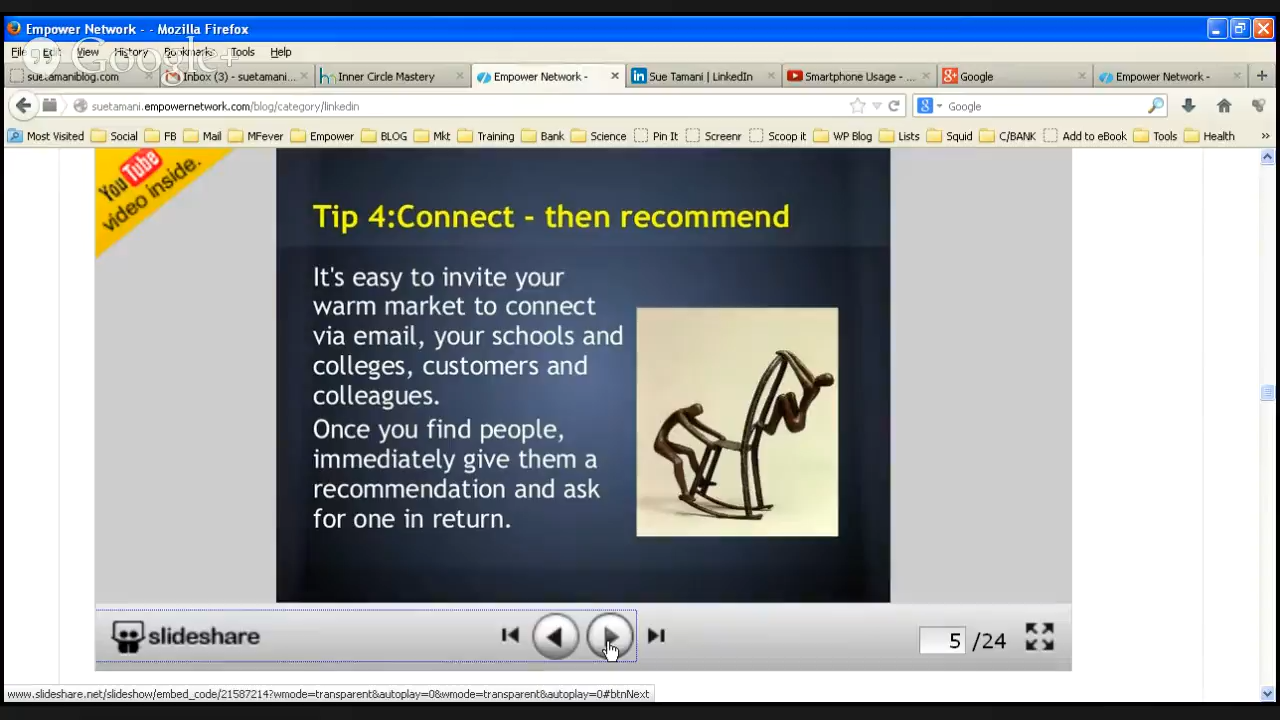 Empower Network - - Mozilla Firefox
File Edit View History Bookmarks Tools Help
Google+
suetamaniblog.com
Inbox (3) - suetamani...
Inner Circle Mastery
Empower Network -
Sue Tamani | LinkedIn
Smartphone Usage - ...
Google
Empower Network -
suetamani.empowernetwork.com/blog/category/linkedin
Google
Most Visited Social FB Mail MFever Empower BLOG Mkt Training Bank Science Pin It Screenr Scoop it WP Blog Lists Squid C/BANK Add to eBook Tools Health
You Tube
video inside.
Tip 4:Connect - then recommend
It's easy to invite your
warm market to connect
via email, your schools and
colleges, customers and
colleagues.
Once you find people,
immediately give them a
recommendation and ask
for one in return.
slideshare
5 /24
www.slideshare.net/slideshow/embed_code/21587214?wmode=transparent&autoplay=0&wmode=transparent&autoplay=0#btnNext